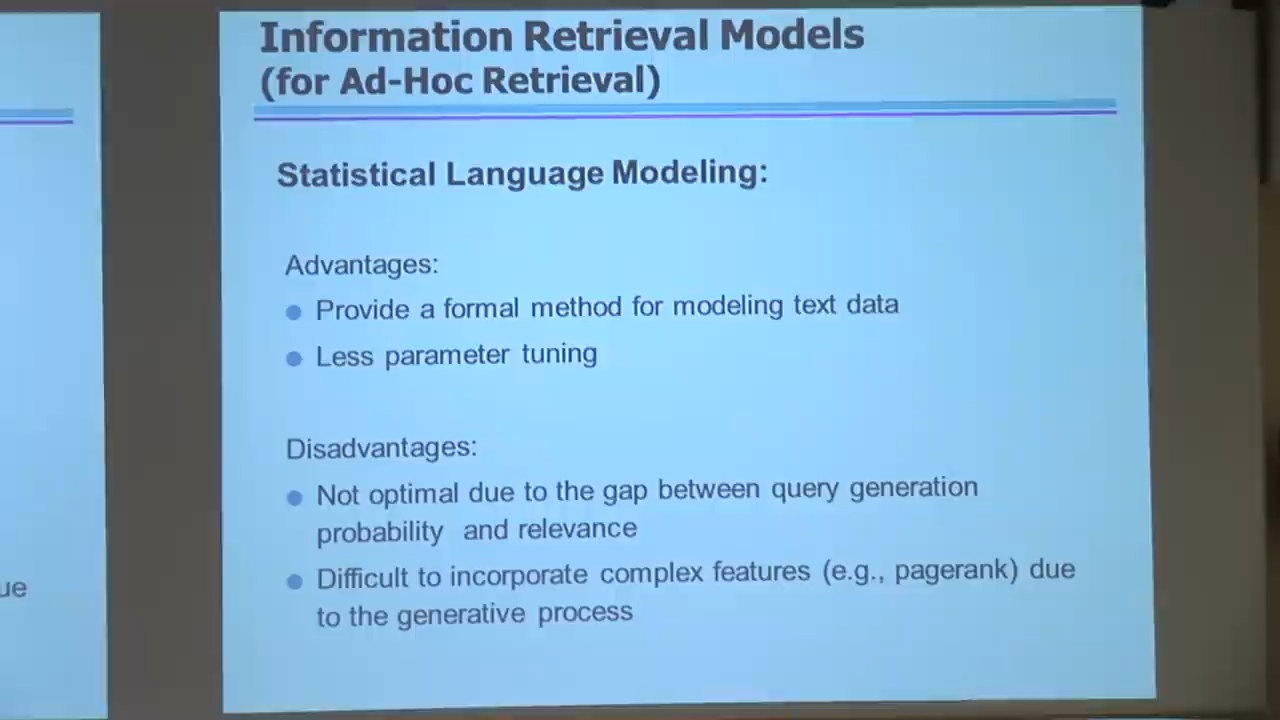 Information Retrieval Models
(for Ad-Hoc Retrieval)
Statistical Language Modeling:
Advantages:
Provide a formal method for modeling text data
Less parameter tuning
Disadvantages:
Not optimal due to the gap between query generation
probability and relevance
Difficult to incorporate complex features (e.g., pagerank) due
to the generative process